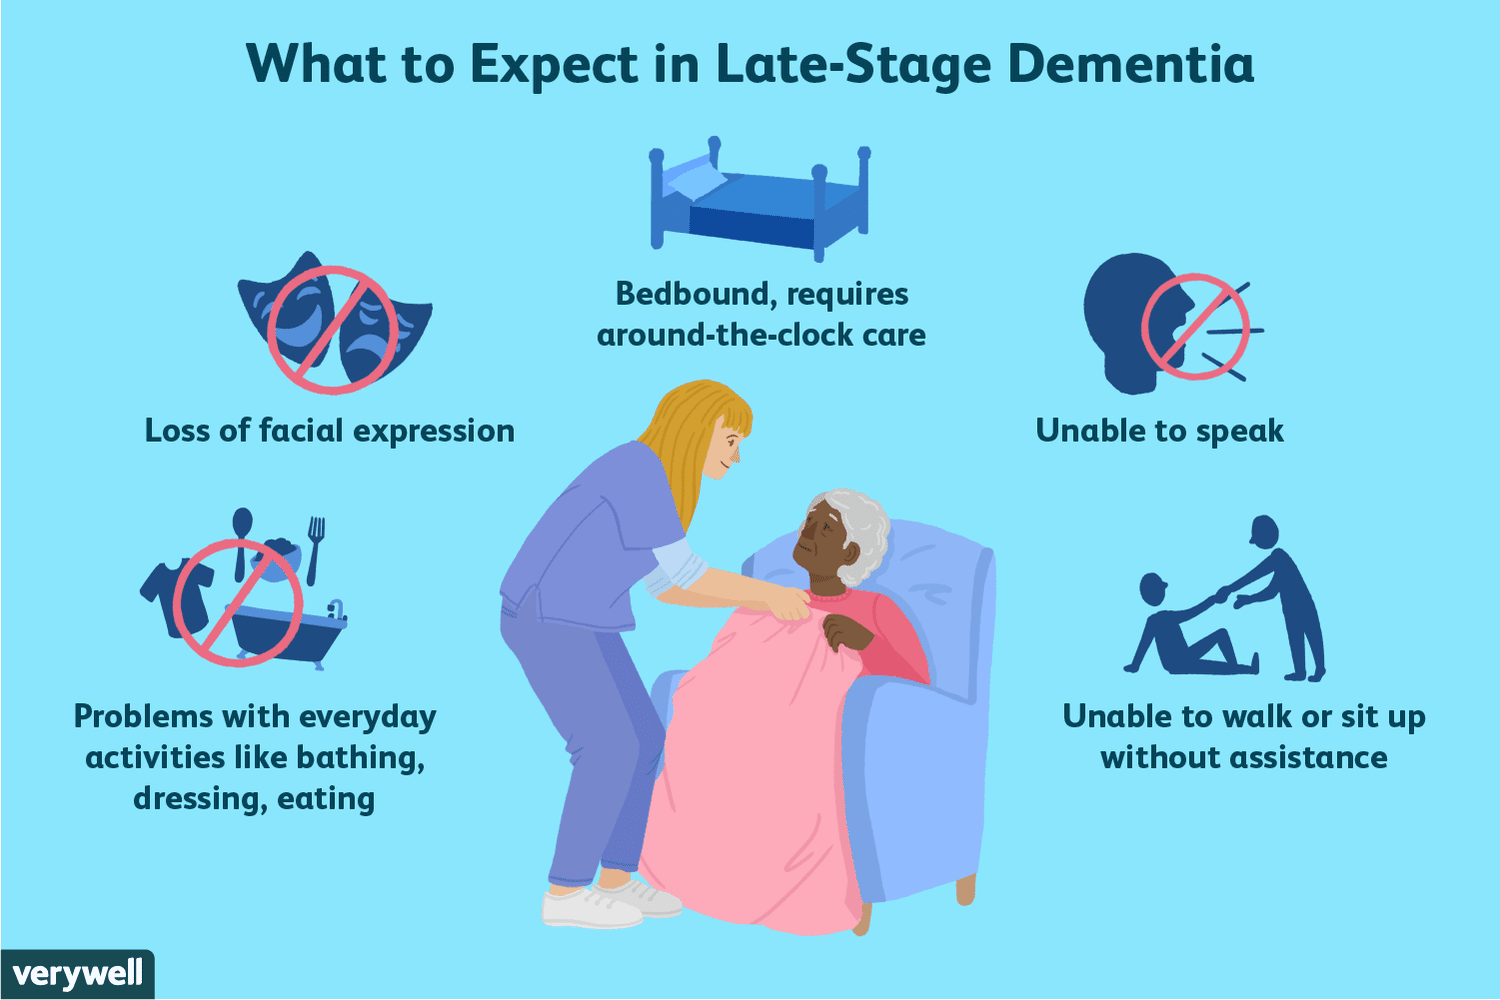 What to Expect in Late-Stage Dementia
Bedbound, requires
around-the-clock care
Loss of facial expression
Unable to speak
Problems with everyday
activities like bathing,
dressing, eating
Unable to walk or sit up
without assistance
verywell